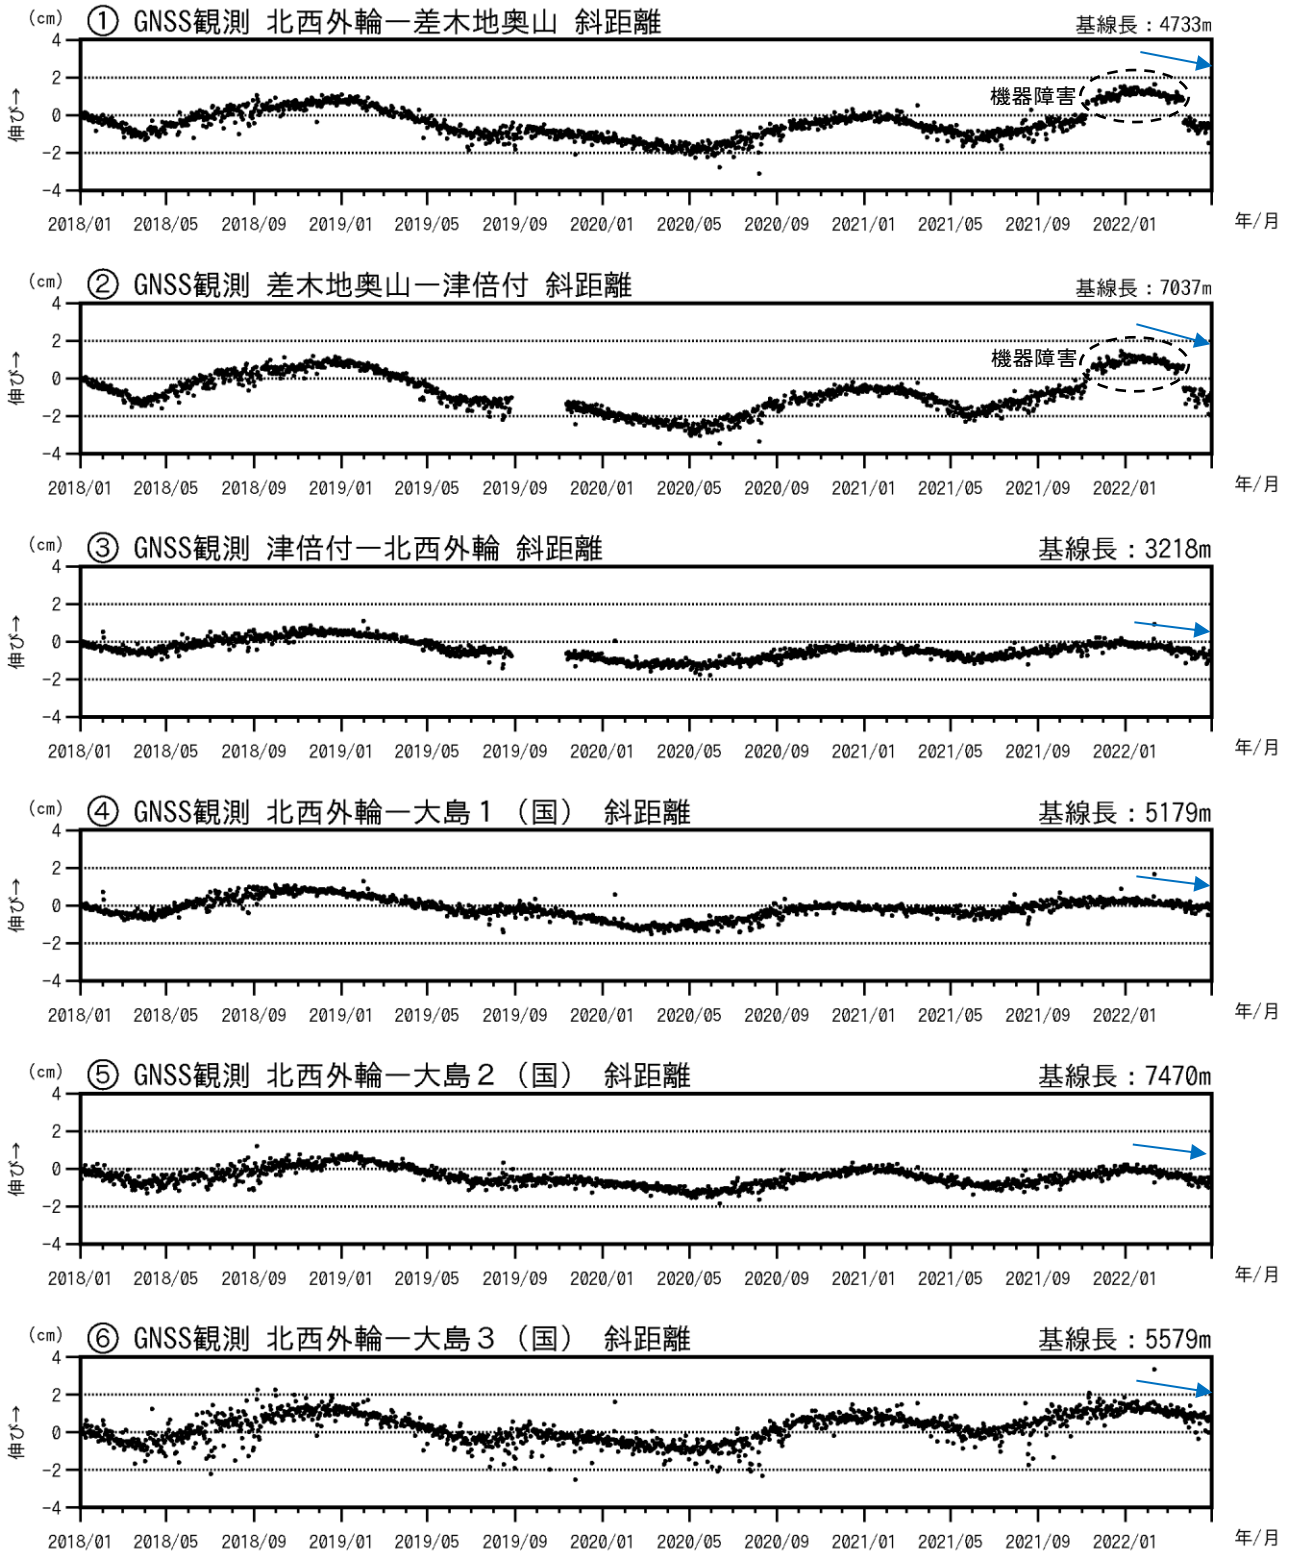 (cm) ① GNSS観測 北西外輪ー差木地奥山 斜距離 基線長：4733m
4
2
機器障害
0
伸び→
-2
-4
2018/01 2018/05 2018/09 2019/01 2019/05 2019/09 2020/01 2020/05 2020/09 2021/01 2021/05 2021/09 2022/01 年/月
(cm) ② GNSS観測 差木地奥山ー津倍付 斜距離 基線長：7037m
4
2
機器障害
0
伸び→
-2
-4
2018/01 2018/05 2018/09 2019/01 2019/05 2019/09 2020/01 2020/05 2020/09 2021/01 2021/05 2021/09 2022/01 年/月
(cm) ③ GNSS観測 津倍付ー北西外輪 斜距離 基線長：3218m
4
2
0
伸び→
-2
-4
2018/01 2018/05 2018/09 2019/01 2019/05 2019/09 2020/01 2020/05 2020/09 2021/01 2021/05 2021/09 2022/01 年/月
(cm) ④ GNSS観測 北西外輪ー大島１（国） 斜距離 基線長：5179m
4
2
0
伸び→
-2
-4
2018/01 2018/05 2018/09 2019/01 2019/05 2019/09 2020/01 2020/05 2020/09 2021/01 2021/05 2021/09 2022/01 年/月
(cm) ⑤ GNSS観測 北西外輪ー大島２（国） 斜距離 基線長：7470m
4
2
0
伸び→
-2
-4
2018/01 2018/05 2018/09 2019/01 2019/05 2019/09 2020/01 2020/05 2020/09 2021/01 2021/05 2021/09 2022/01 年/月
(cm) ⑥ GNSS観測 北西外輪ー大島３（国） 斜距離 基線長：5579m
4
2
0
伸び→
-2
-4
2018/01 2018/05 2018/09 2019/01 2019/05 2019/09 2020/01 2020/05 2020/09 2021/01 2021/05 2021/09 2022/01 年/月